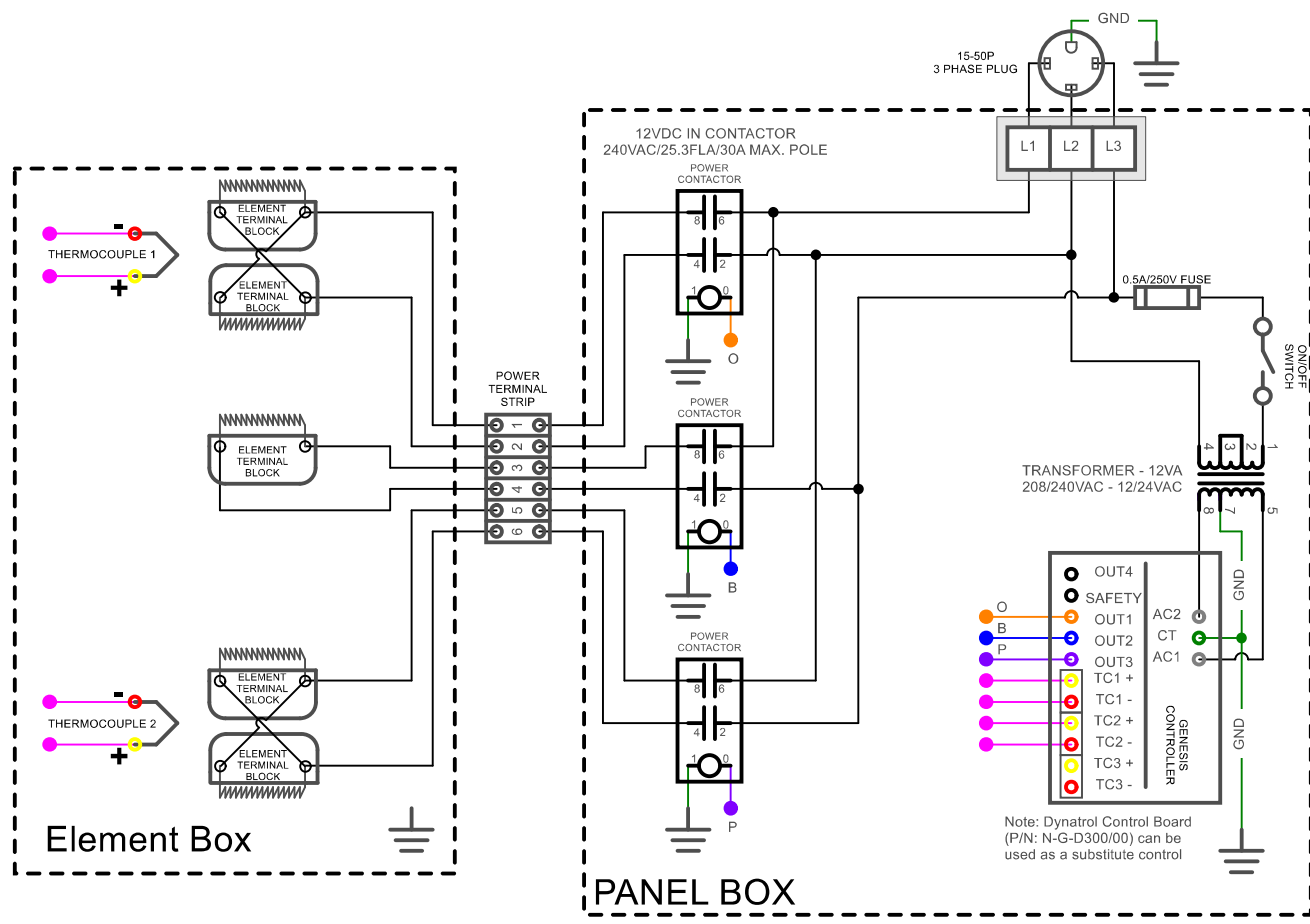 GND
15-50P
3 PHASE PLUG
12VDC IN CONTACTOR
240VAC/25.3FLA/30A MAX. POLE
L1 L2 L3
POWER
CONTACTOR
8 6
4 2
1 0
O
ELEMENT
TERMINAL
BLOCK
-
THERMOCOUPLE 1
+
ELEMENT
TERMINAL
BLOCK
0.5A/250V FUSE
ON/OFF
SWITCH
POWER
TERMINAL
STRIP
1
2
3
4
5
6
POWER
CONTACTOR
8 6
4 2
1 0
B
ELEMENT
TERMINAL
BLOCK
4 3 2 1
TRANSFORMER - 12VA
208/240VAC - 12/24VAC
8 7 5
GND
OUT4
SAFETY
O
OUT1
B
OUT2
P
OUT3
TC1 +
TC1 -
TC2 +
TC2 -
TC3 +
TC3 -
AC2
CT
AC1
GENESIS
CONTROLLER
GND
POWER
CONTACTOR
8 6
4 2
1 0
P
ELEMENT
TERMINAL
BLOCK
-
THERMOCOUPLE 2
+
ELEMENT
TERMINAL
BLOCK
Note: Dynatrol Control Board
(P/N: N-G-D300/00) can be
used as a substitute control
Element Box
PANEL BOX